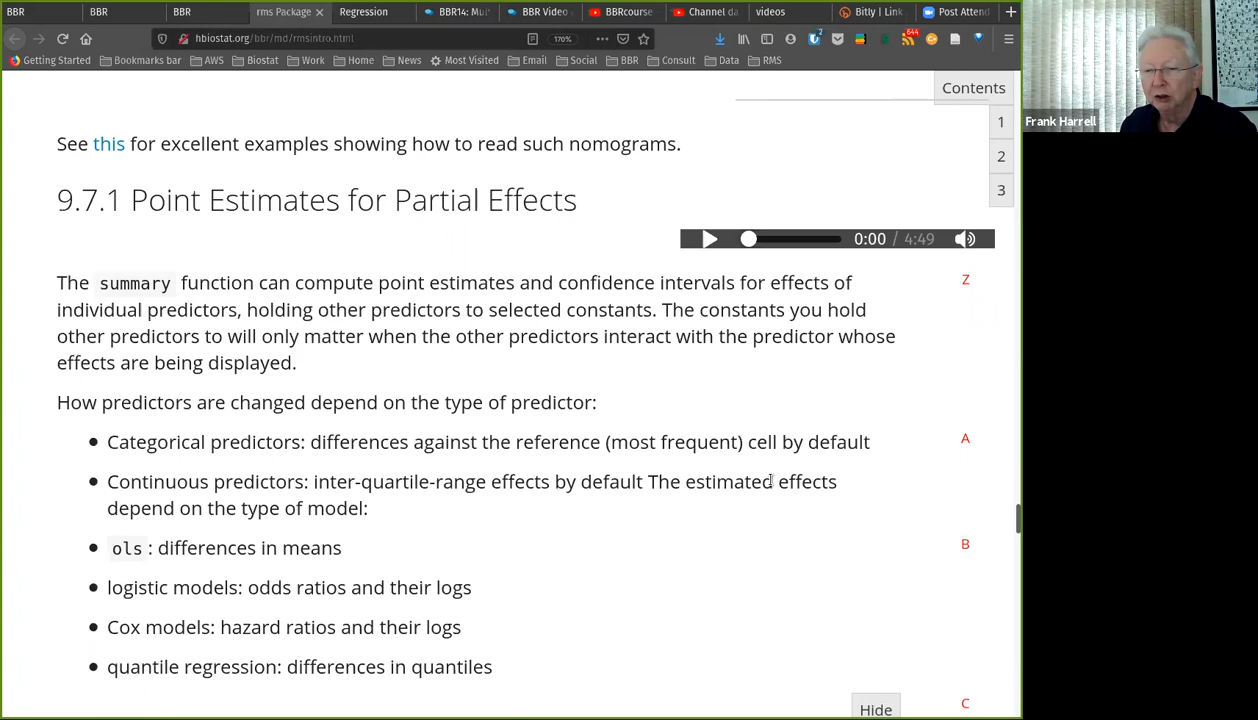 BBR
BBR
BBR
rms Package
Regression
BBR14: Mul
BBR Video
BBRcourse
Channel da
videos
Bitly | Link
Post Attend
hbiostat.org/bbr/md/rmsintro.html
170%
2
644
Getting Started
Bookmarks bar
AWS
Biostat
Work
Home
News
Most Visited
Email
Social
BBR
Consult
Data
RMS
Contents
1
2
3
Frank Harrell
See this for excellent examples showing how to read such nomograms.
9.7.1 Point Estimates for Partial Effects
0:00 / 4:49
The summary function can compute point estimates and confidence intervals for effects of
Z
individual predictors, holding other predictors to selected constants. The constants you hold
other predictors to will only matter when the other predictors interact with the predictor whose
effects are being displayed.
How predictors are changed depend on the type of predictor:
• Categorical predictors: differences against the reference (most frequent) cell by default
A
• Continuous predictors: inter-quartile-range effects by default The estimated effects
depend on the type of model:
• ols : differences in means
B
• logistic models: odds ratios and their logs
• Cox models: hazard ratios and their logs
• quantile regression: differences in quantiles
Hide
C